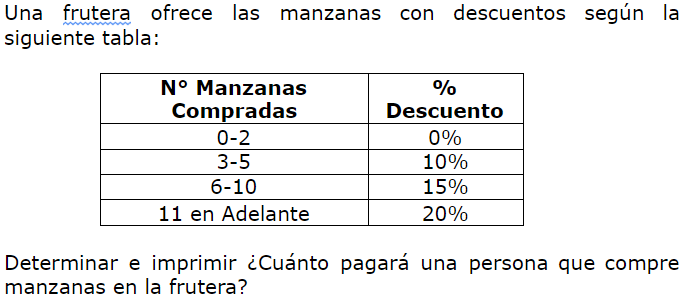 Una frutera ofrece las manzanas con descuentos según la
siguiente tabla:
N° Manzanas
Compradas
%
Descuento
0-2
0%
3-5
10%
6-10
15%
11 en Adelante
20%
Determinar e imprimir ¿Cuánto pagará una persona que compre
manzanas en la frutera?